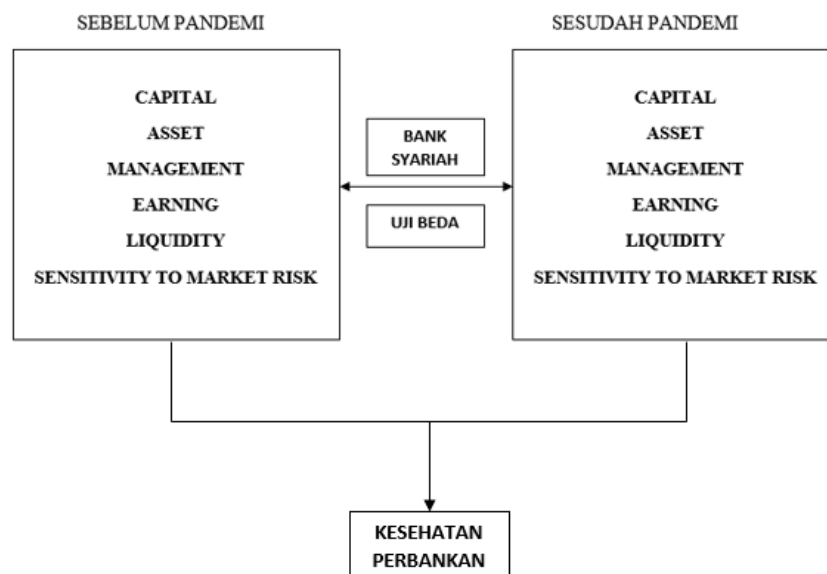 SEBELUM PANDEMI
CAPITAL
ASSET
MANAGEMENT
EARNING
LIQUIDITY
SENSITIVITY TO MARKET RISK
BANK
SYARIAH
UJI BEDA
SESUDAH PANDEMI
CAPITAL
ASSET
MANAGEMENT
EARNING
LIQUIDITY
SENSITIVITY TO MARKET RISK
KESEHATAN
PERBANKAN